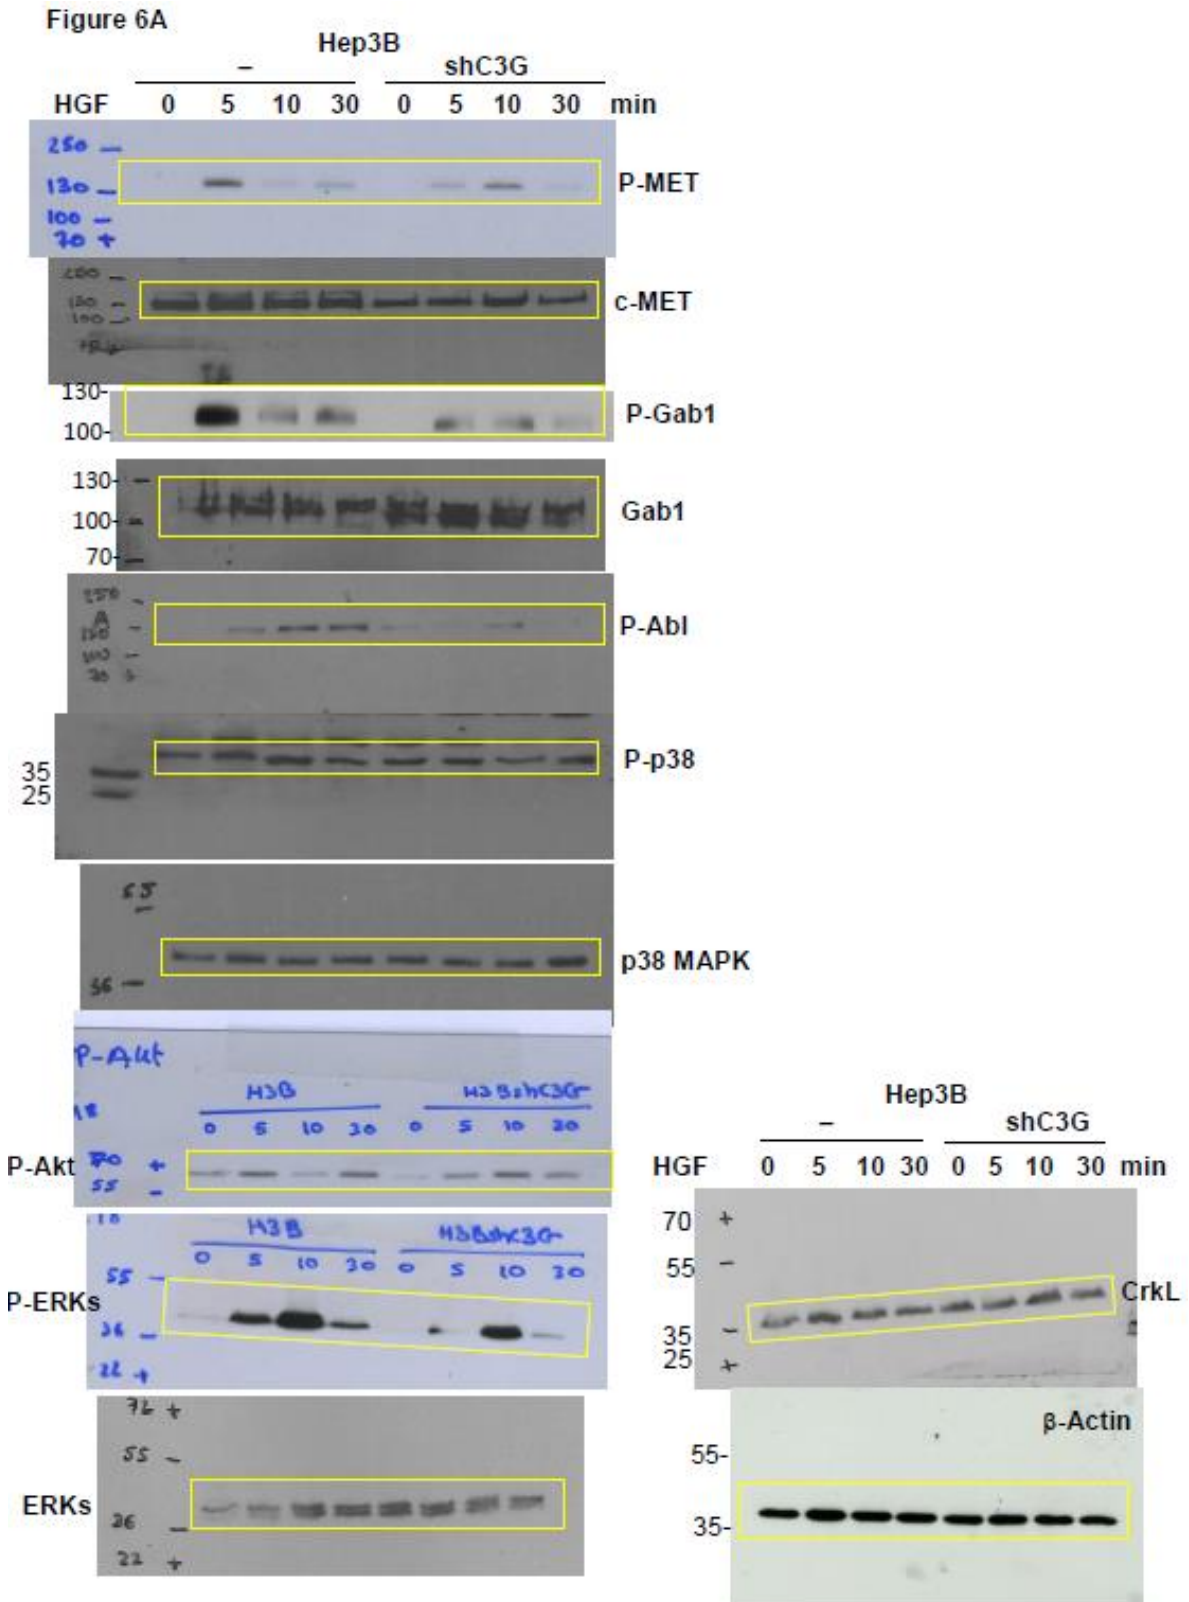 Figure 6A
Hep3B
– shC3G
HGF 0 5 10 30 0 5 10 30 min
250
130
100
70
P-MET
100
c-MET
130-
100-
P-Gab1
130-
100-
70-
Gab1
250
100
P-Abl
35
25
P-p38
55
36
p38 MAPK
P-Akt
H3B H3BshC3G
0 5 10 30 0 5 10 30
P-Akt 70
55
H3B H3BshC3G
0 5 10 30 0 5 10 30
55
P-ERKs
36
22
72
55
ERKs
26
22
Hep3B
– shC3G
HGF 0 5 10 30 0 5 10 30 min
70
55
35
25
CrkL
β-Actin
55-
35-